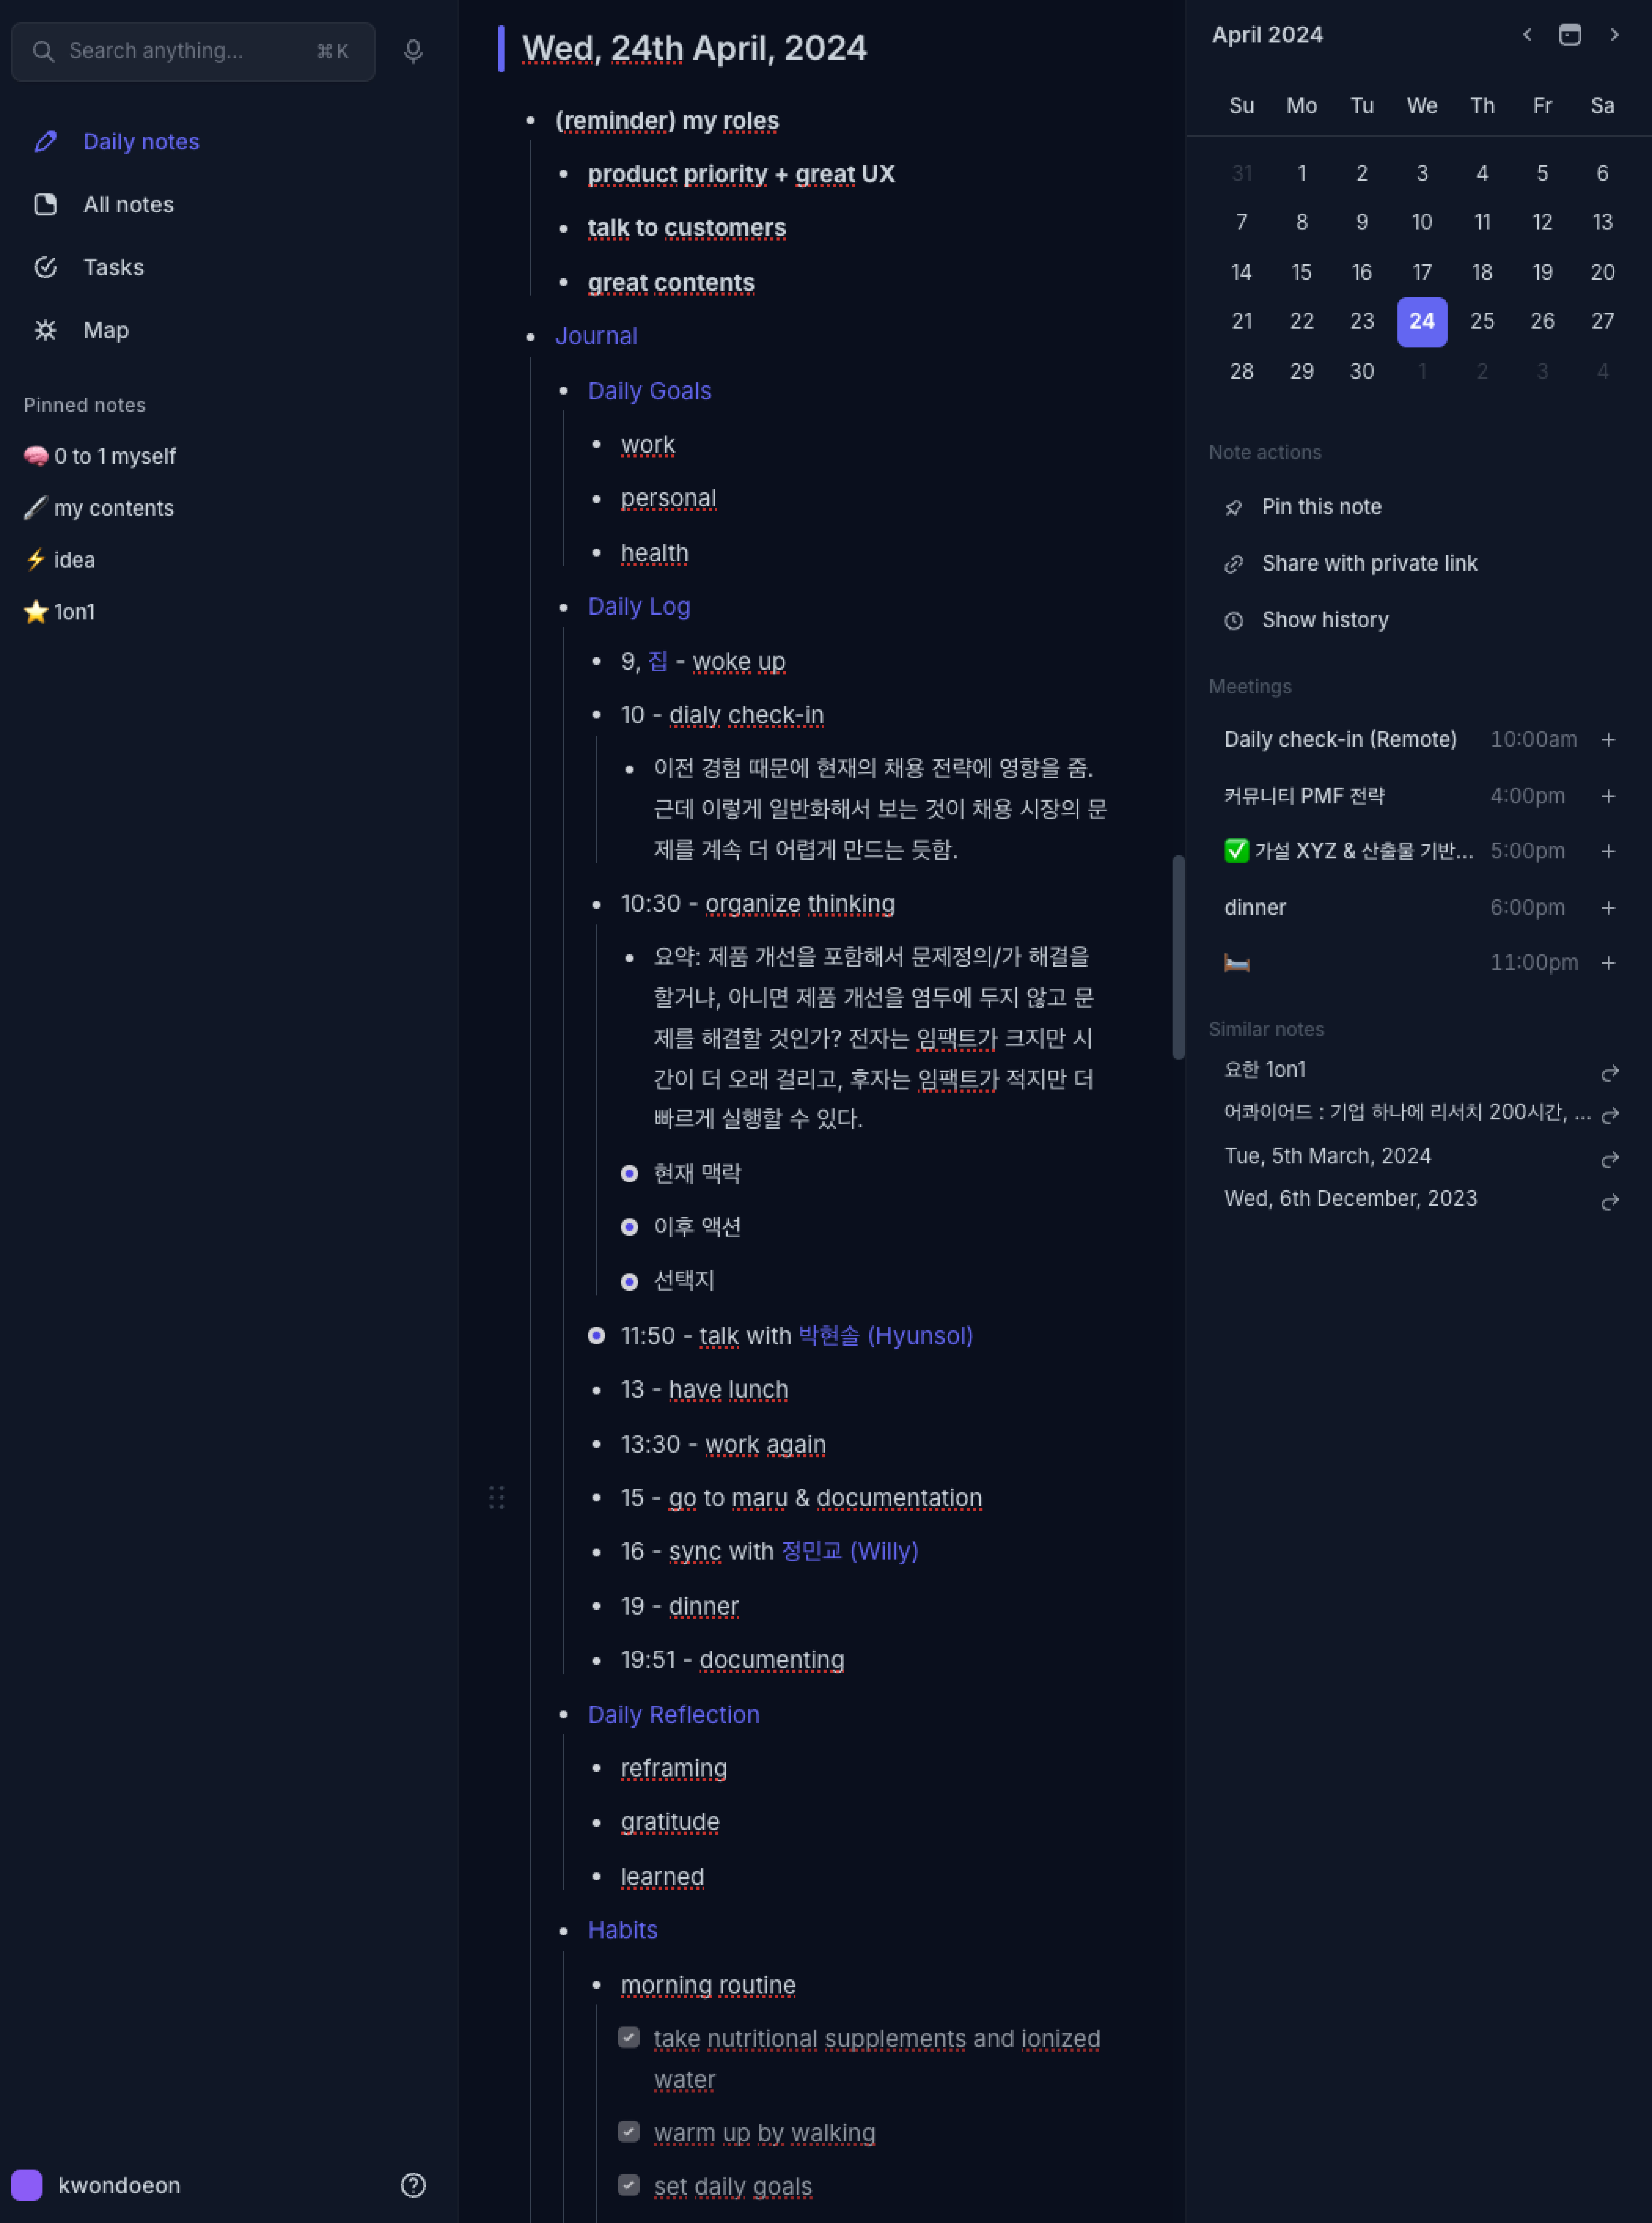 Search anything... ⌘K
Daily notes
All notes
Tasks
Map
Pinned notes
🧠 0 to 1 myself
🖌️ my contents
⚡ idea
⭐ 1on1
kwondoeon
Wed, 24th April, 2024
(reminder) my roles
product priority + great UX
talk to customers
great contents
Journal
Daily Goals
work
personal
health
Daily Log
9, 집 - woke up
10 - dialy check-in
이전 경험 때문에 현재의 채용 전략에 영향을 줌.
근데 이렇게 일반화해서 보는 것이 채용 시장의 문
제를 계속 더 어렵게 만드는 듯함.
10:30 - organize thinking
요약: 제품 개선을 포함해서 문제정의/가 해결을
할거냐, 아니면 제품 개선을 염두에 두지 않고 문
제를 해결할 것인가? 전자는 임팩트가 크지만 시
간이 더 오래 걸리고, 후자는 임팩트가 적지만 더
빠르게 실행할 수 있다.
현재 맥락
이후 액션
선택지
11:50 - talk with 박현솔 (Hyunsol)
13 - have lunch
13:30 - work again
15 - go to maru & documentation
16 - sync with 정민교 (Willy)
19 - dinner
19:51 - documenting
Daily Reflection
reframing
gratitude
learned
Habits
morning routine
take nutritional supplements and ionized
water
warm up by walking
set daily goals
April 2024
Su Mo Tu We Th Fr Sa
31 1 2 3 4 5 6
7 8 9 10 11 12 13
14 15 16 17 18 19 20
21 22 23 24 25 26 27
28 29 30 1 2 3 4
Note actions
Pin this note
Share with private link
Show history
Meetings
Daily check-in (Remote) 10:00am +
커뮤니티 PMF 전략 4:00pm +
✅ 가설 XYZ & 산출물 기반... 5:00pm +
dinner 6:00pm +
🛏️ 11:00pm +
Similar notes
요한 1on1
어콰이어드 : 기업 하나에 리서치 200시간, ...
Tue, 5th March, 2024
Wed, 6th December, 2023